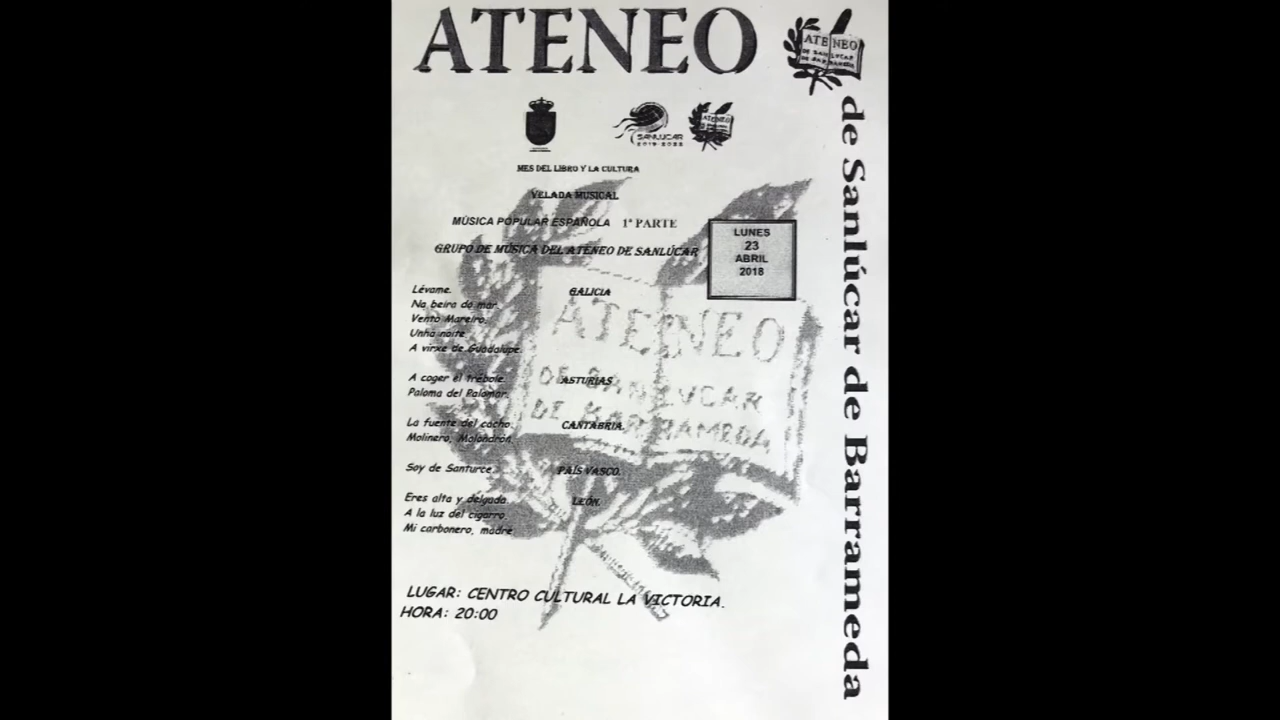 ATENEO
ATENEO
DE SANLUCAR
DE BARRAMEDA
de Sanlúcar de Barrameda
SANLUCAR
2019-2022
ATENEO
MES DEL LIBRO Y LA CULTURA
VELADA MUSICAL
MÚSICA POPULAR ESPAÑOLA 1ª PARTE
GRUPO DE MÚSICA DEL ATENEO DE SANLÚCAR
LUNES
23
ABRIL
2018
Lévame. GALICIA
Na beira do mar.
Vento Mareiro.
Unha noite
A virxe de Guadalupe.
A coger el trébole. ASTURIAS
Paloma del Palomar.
La fuente del cacho. CANTABRIA.
Molinero, Molondrón.
Soy de Santurce. PAÍS VASCO.
Eres alta y delgada. LEÓN.
A la luz del cigarro.
Mi carbonero, madre
ATENEO
DE SANLUCAR
DE BARRAMEDA
LUGAR: CENTRO CULTURAL LA VICTORIA.
HORA: 20:00